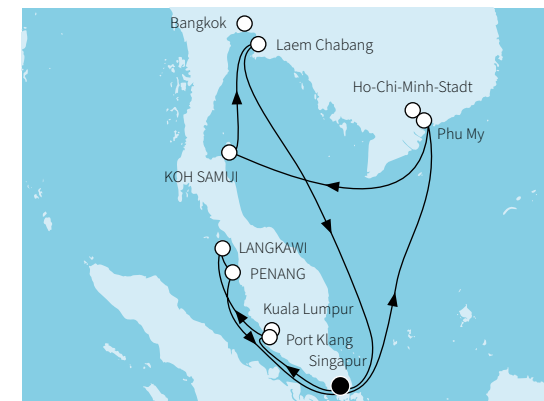 Bangkok
Laem Chabang
Ho-Chi-Minh-Stadt
Phu My
KOH SAMUI
LANGKAWI
PENANG
Kuala Lumpur
Port Klang
Singapur